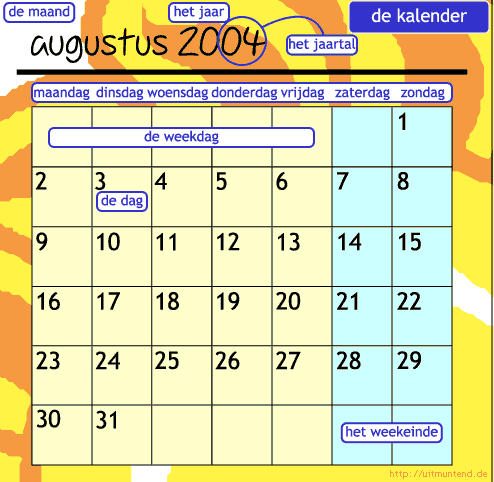 de maand
het jaar
de kalender
augustus 2004
het jaartal
maandag dinsdag woensdag donderdag vrijdag zaterdag zondag
1
de weekdag
2 3 4 5 6 7 8
de dag
9 10 11 12 13 14 15
16 17 18 19 20 21 22
23 24 25 26 27 28 29
30 31
het weekeinde
http://uitmuntend.de